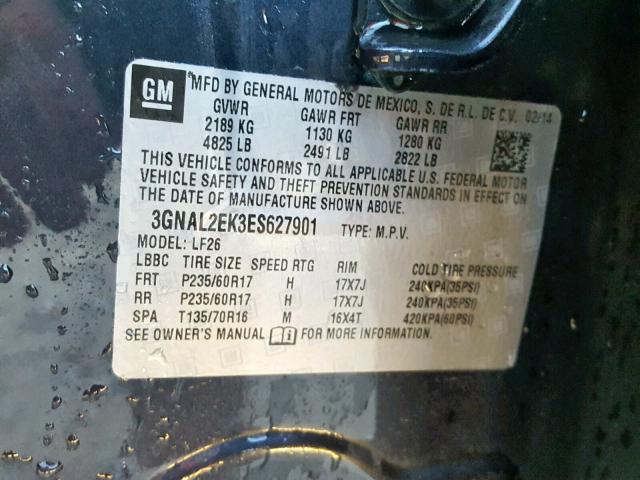 GM MFD BY GENERAL MOTORS DE MEXICO, S. DE R.L. DE C.V. 02/14
GVWR GAWR FRT GAWR RR
2189 KG 1130 KG 1280 KG
4825 LB 2491 LB 2822 LB
THIS VEHICLE CONFORMS TO ALL APPLICABLE U.S. FEDERAL MOTOR
VEHICLE SAFETY AND THEFT PREVENTION STANDARDS IN EFFECT ON
THE DATE OF MANUFACTURE SHOWN ABOVE.
3GNAL2EK3ES627901 TYPE: M.P.V.
MODEL: LF26
LBBC TIRE SIZE SPEED RTG RIM COLD TIRE PRESSURE
FRT P235/60R17 H 17X7J 240KPA(35PSI)
RR P235/60R17 H 17X7J 240KPA(35PSI)
SPA T135/70R16 M 16X4T 420KPA(60PSI)
SEE OWNER'S MANUAL FOR MORE INFORMATION.